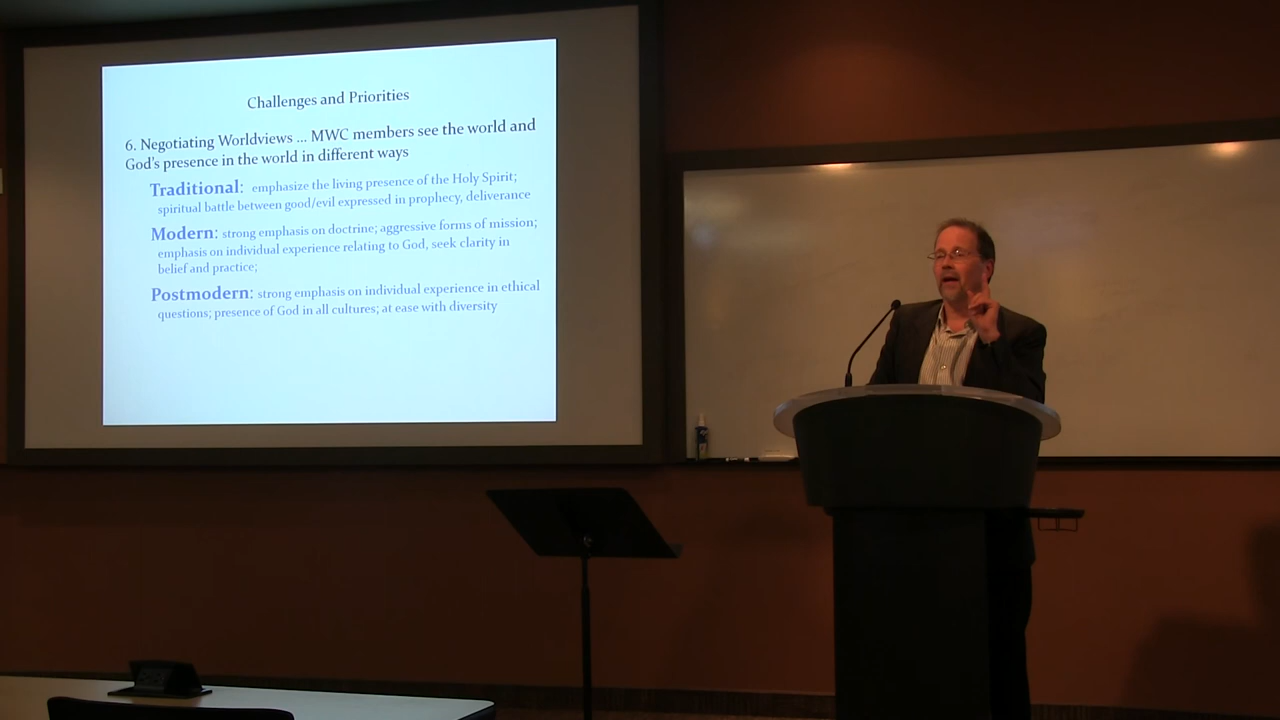 Challenges and Priorities
6. Negotiating Worldviews ... MWC members see the world and
God's presence in the world in different ways
Traditional: emphasize the living presence of the Holy Spirit;
spiritual battle between good/evil expressed in prophecy, deliverance
Modern: strong emphasis on doctrine; aggressive forms of mission;
emphasis on individual experience relating to God, seek clarity in
belief and practice;
Postmodern: strong emphasis on individual experience in ethical
questions; presence of God in all cultures; at ease with diversity